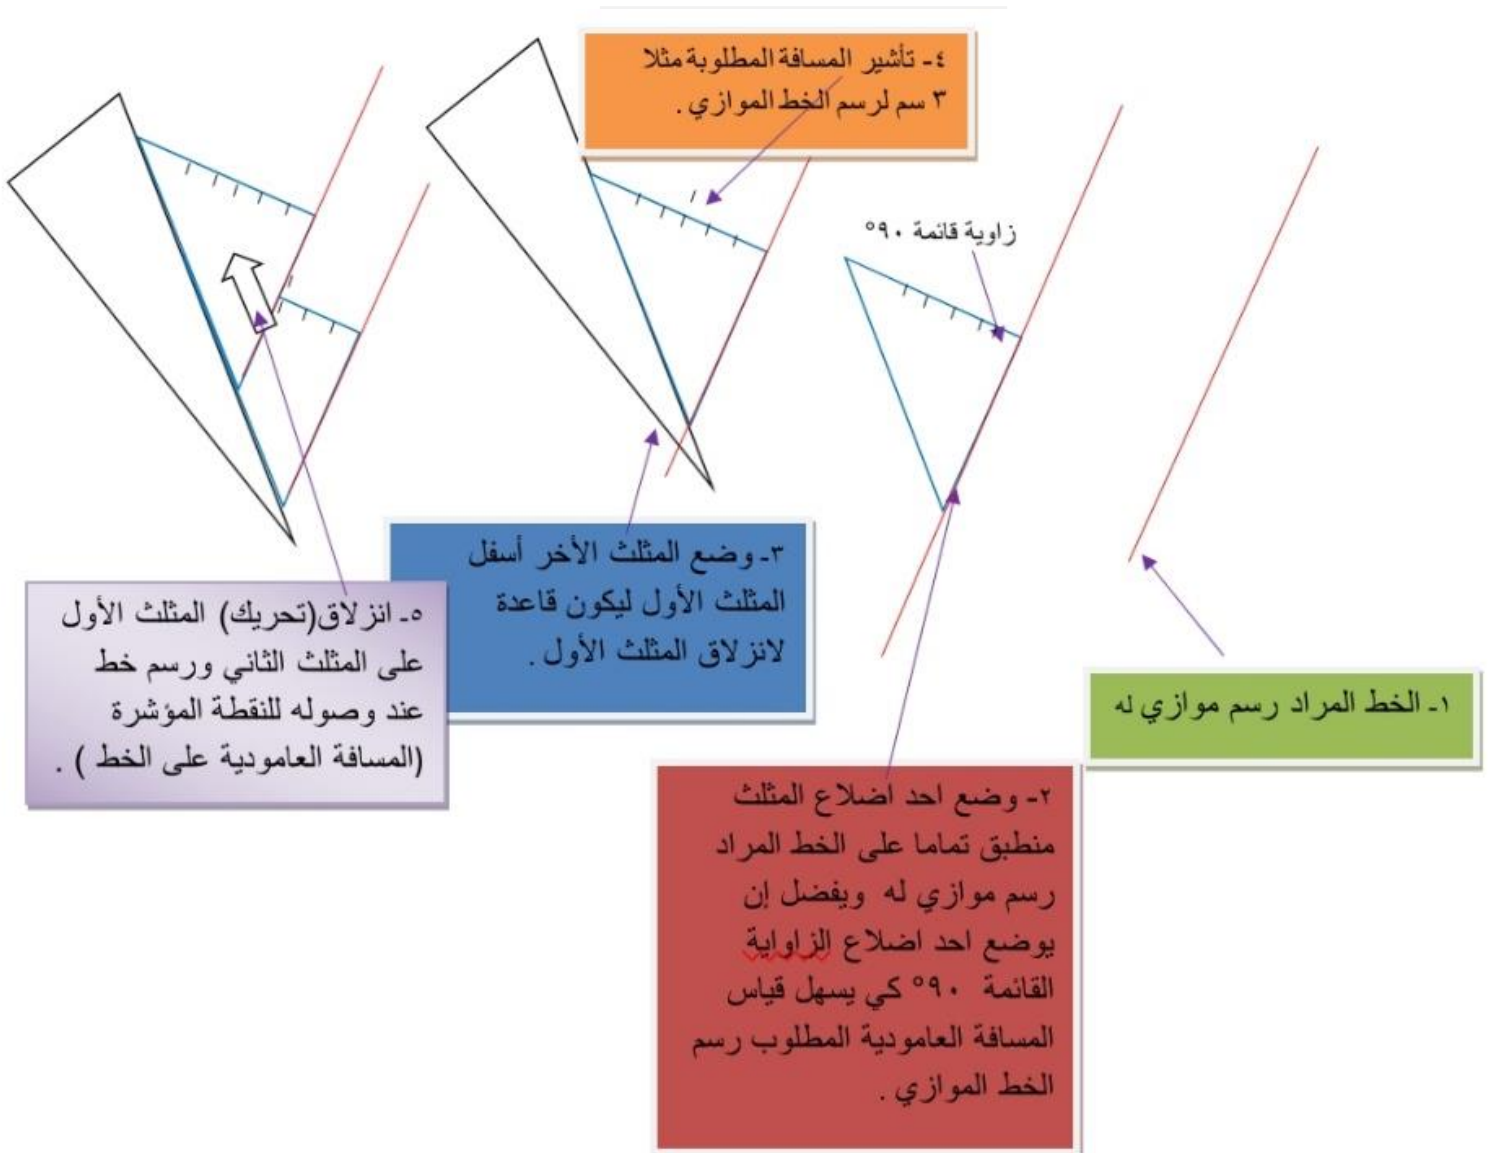 ١- الخط المراد رسم موازي له
زاوية قائمة ٩٠°
٢- وضع احد اضلاع المثلث
منطبق تماما على الخط المراد
رسم موازي له ويفضل إن
يوضع احد اضلاع الزاواية
القائمة ٩٠° كي يسهل قياس
المسافة العامودية المطلوب رسم
الخط الموازي .
٣- وضع المثلث الأخر أسفل
المثلث الأول ليكون قاعدة
لانزلاق المثلث الأول .
٤- تأشير المسافة المطلوبة مثلا
٣ سم لرسم الخط الموازي .
٥- انزلاق(تحريك) المثلث الأول
على المثلث الثاني ورسم خط
عند وصوله للنقطة المؤشرة
(المسافة العامودية على الخط ) .